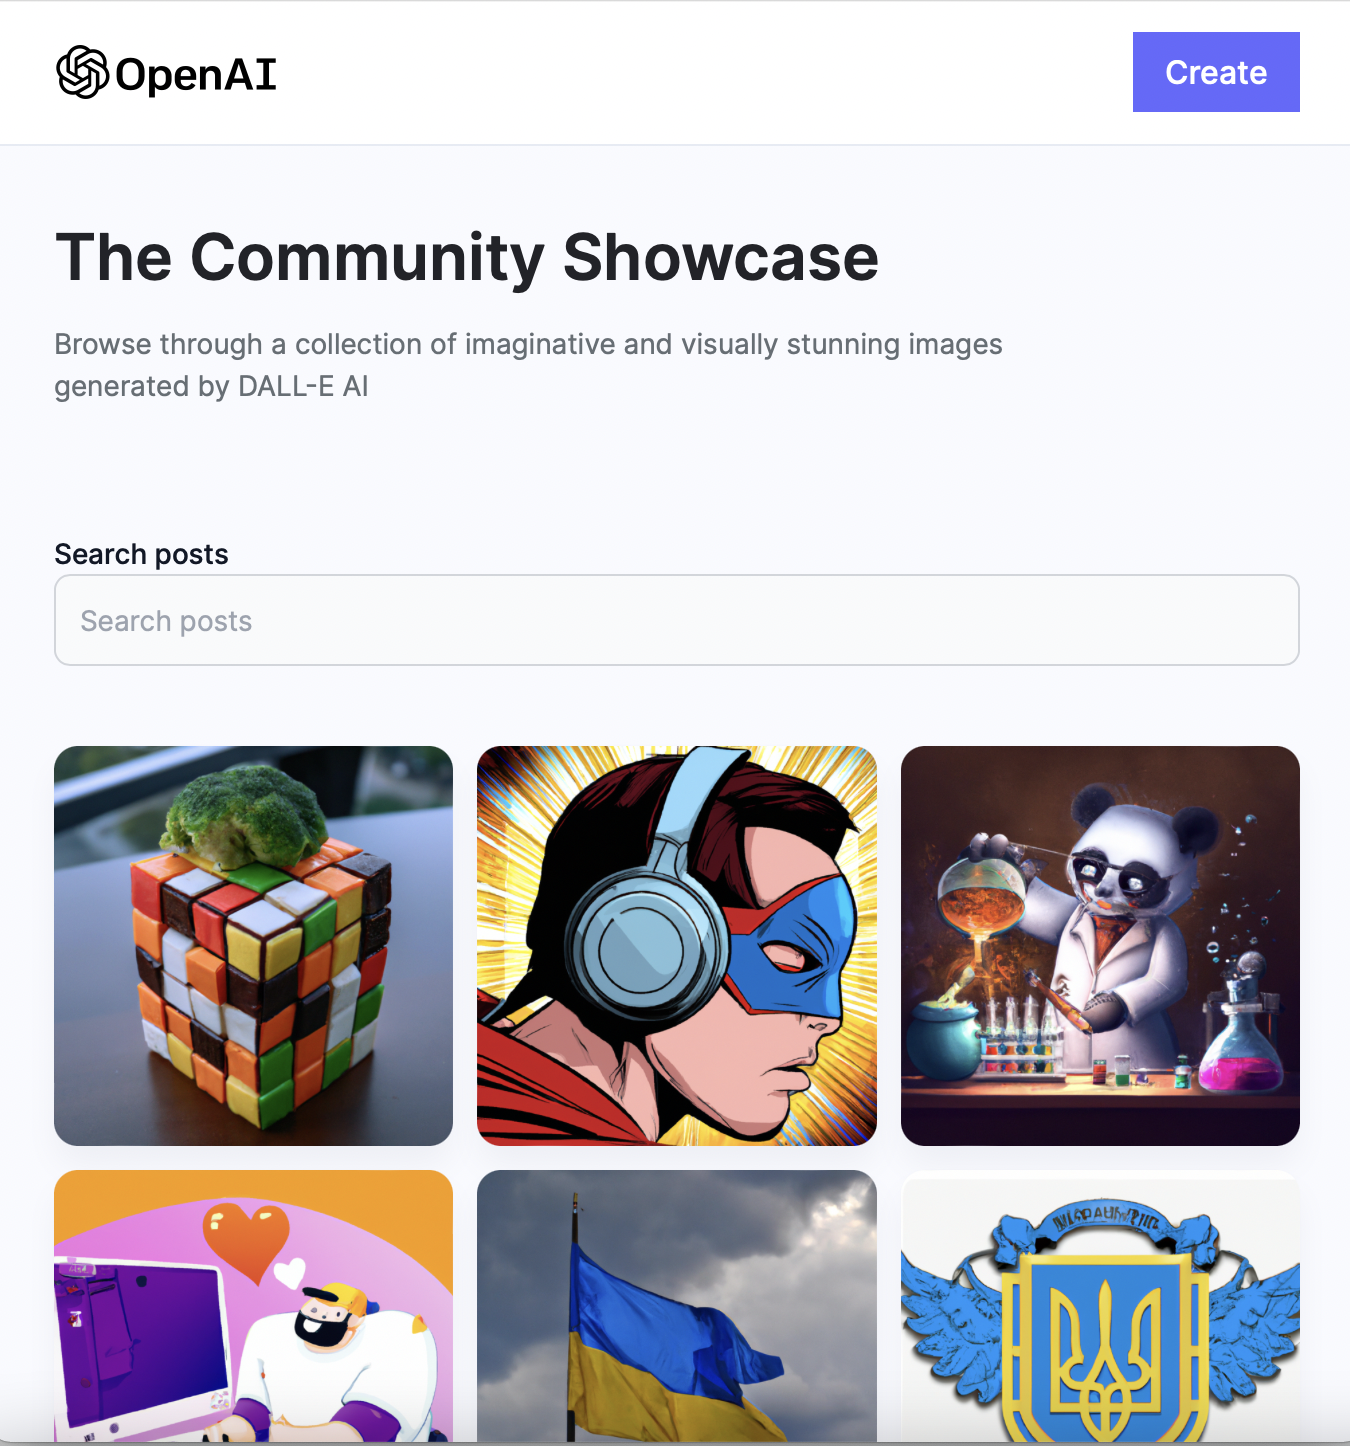 OpenAI
Create
The Community Showcase
Browse through a collection of imaginative and visually stunning images
generated by DALL-E AI
Search posts
Search posts